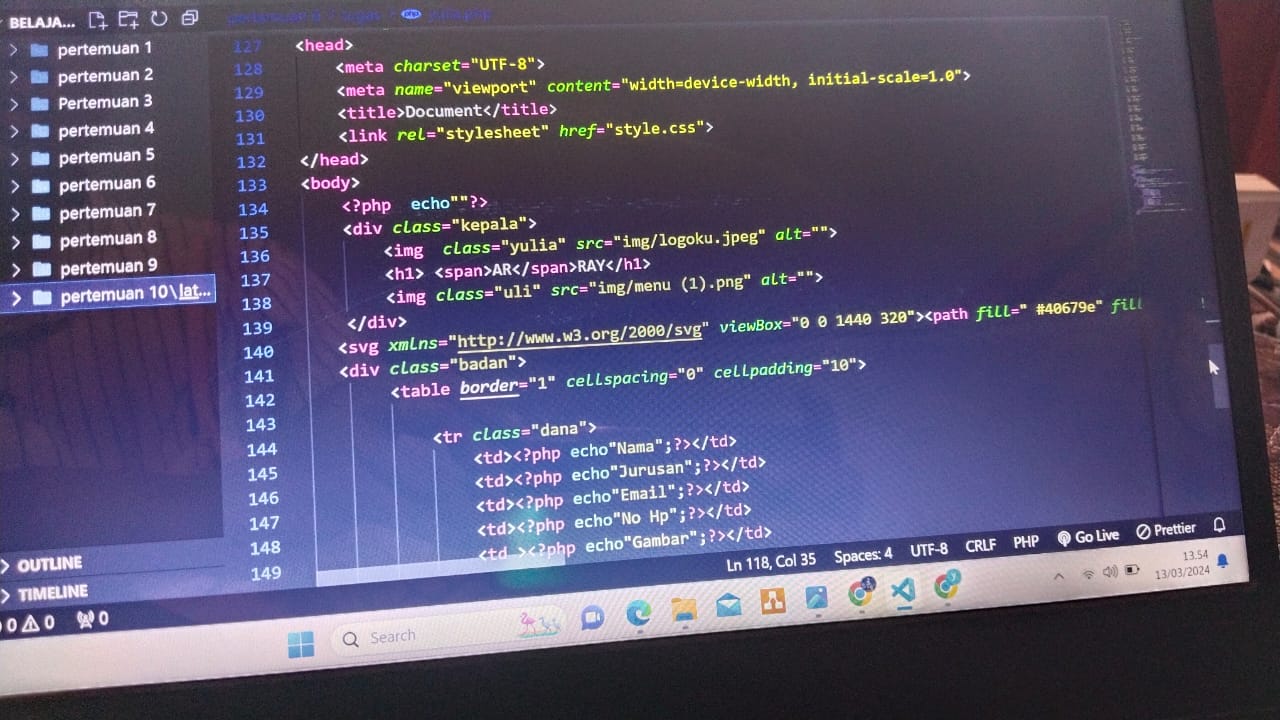 BELAJA...
pertemuan 1
pertemuan 2
Pertemuan 3
pertemuan 4
pertemuan 5
pertemuan 6
pertemuan 7
pertemuan 8
pertemuan 9
pertemuan 10\lat...
OUTLINE
TIMELINE
127 <head>
128 <meta charset="UTF-8">
129 <meta name="viewport" content="width=device-width, initial-scale=1.0">
130 <title>Document</title>
131 <link rel="stylesheet" href="style.css">
132 </head>
133 <body>
134 <?php  echo""?>
135 <div class="kepala">
136 <img  class="yulia" src="img/logoku.jpeg" alt="">
137 <h1> <span>AR</span>RAY</h1>
138 <img class="uli" src="img/menu (1).png" alt="">
139 </div>
140 <svg xmlns="http://www.w3.org/2000/svg" viewBox="0 0 1440 320"><path fill=" #40679e" fill
141 <div class="badan">
142 <table border="1" cellspacing="0" cellpadding="10">
143
144 <tr class="dana">
145 <td><?php echo"Nama";?></td>
146 <td><?php echo"Jurusan";?></td>
147 <td><?php echo"Email";?></td>
148 <td><?php echo"No Hp";?></td>
149 <td ><?php echo"Gambar";?></td>
0 0 0
Ln 118, Col 35 Spaces: 4 UTF-8 CRLF PHP Go Live Prettier
Search
13.54
13/03/2024